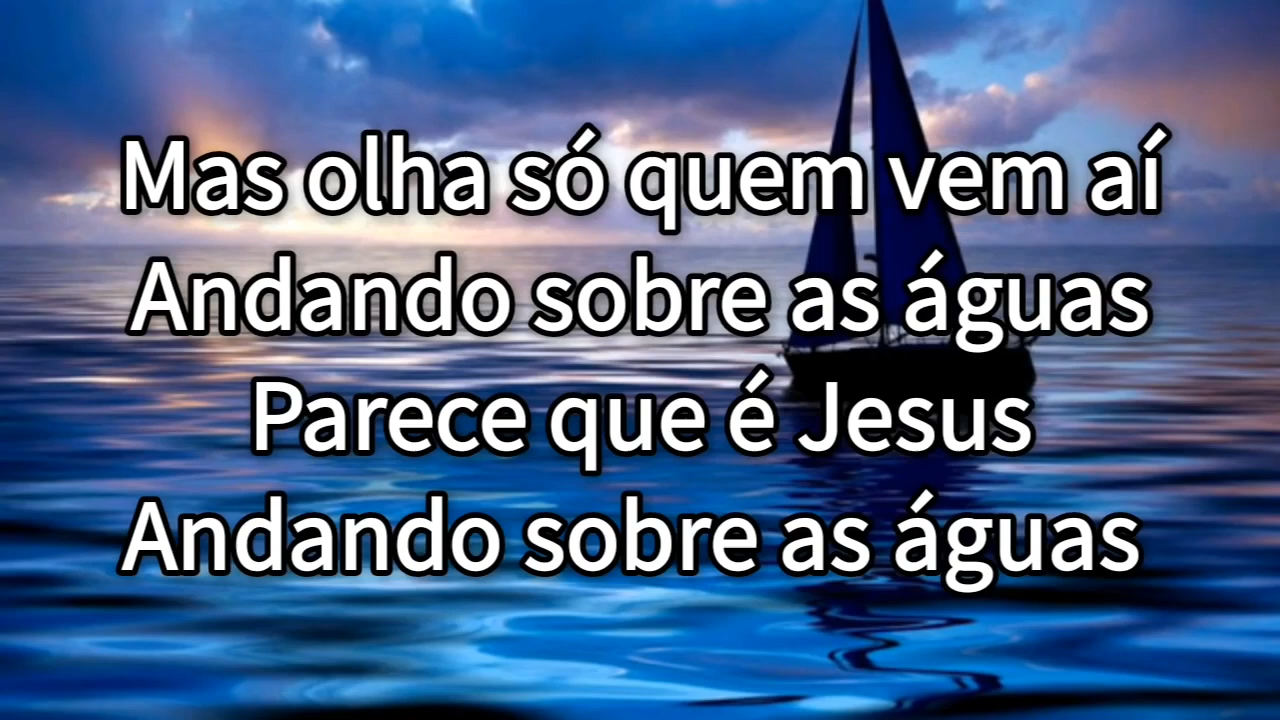 Mas olha só quem vem aí
Andando sobre as águas
Parece que é Jesus
Andando sobre as águas